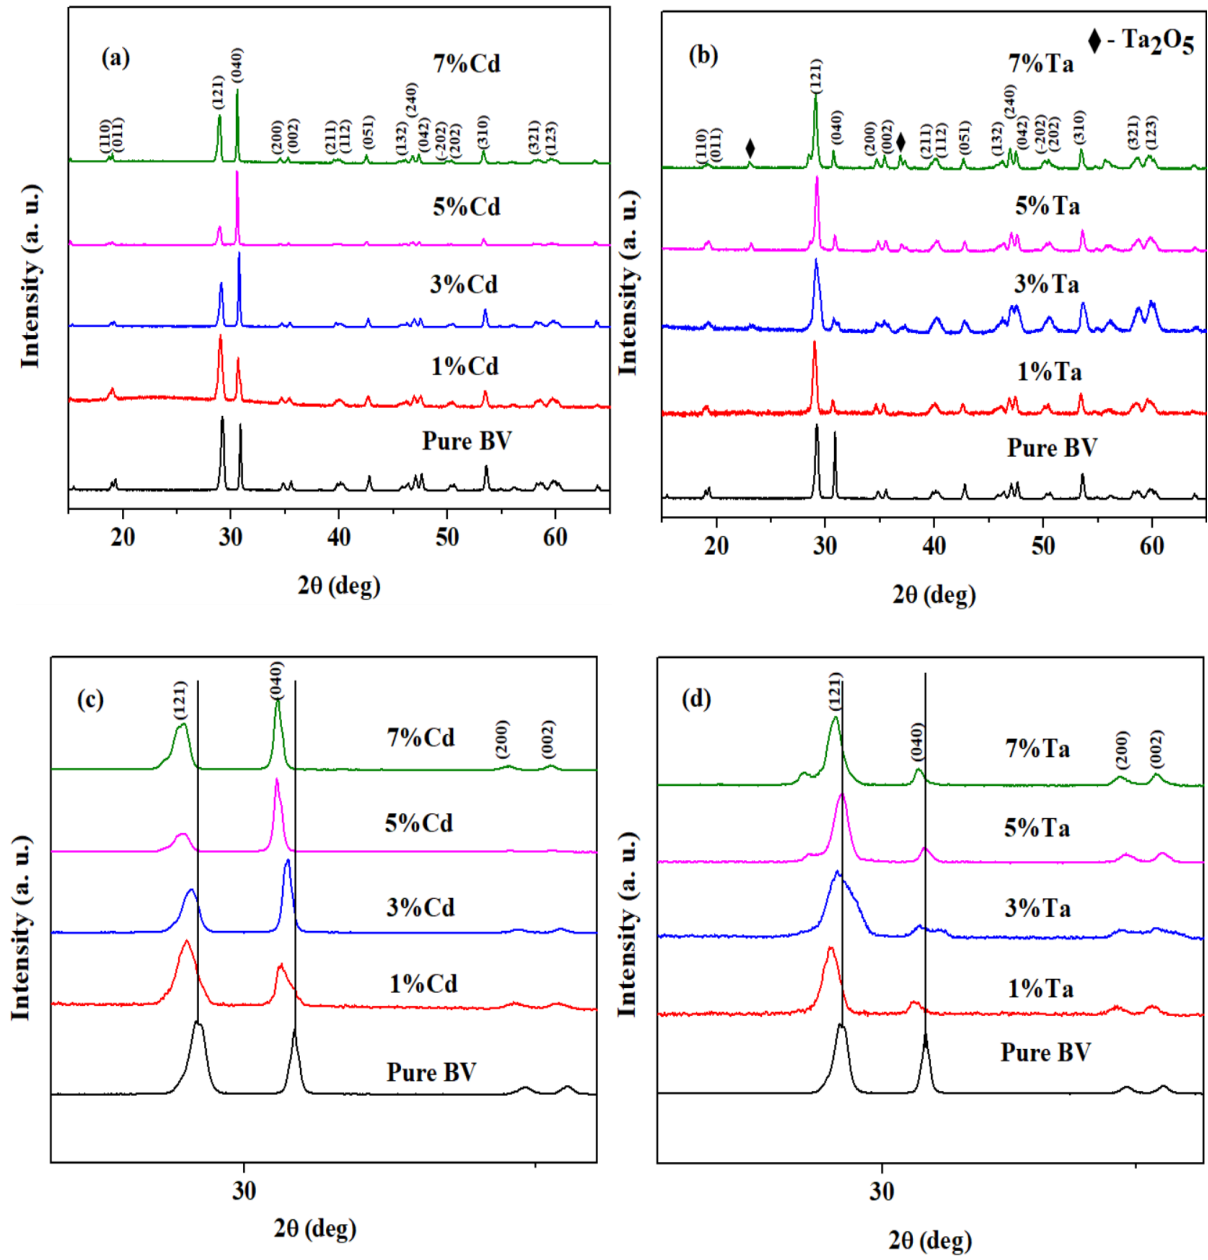 (a)
7%Cd
(110)
(011)
(121)
(040)
(200)
(002)
(211)
(112)
(051)
(132)
(240)
(042)
(-202)
(202)
(310)
(321)
(123)
5%Cd
3%Cd
1%Cd
Pure BV
Intensity (a. u.)
20 30 40 50 60
2θ (deg)
(b)
♦ - Ta₂O₅
7%Ta
(110)
(011)
(121)
(040)
(200)
(002)
(211)
(112)
(051)
(132)
(240)
(042)
(-202)
(202)
(310)
(321)
(123)
5%Ta
3%Ta
1%Ta
Pure BV
Intensity (a. u.)
20 30 40 50 60
2θ (deg)
(c)
(121)
(040)
(200)
(002)
7%Cd
5%Cd
3%Cd
1%Cd
Pure BV
Intensity (a. u.)
30
2θ (deg)
(d)
(121)
(040)
(200)
(002)
7%Ta
5%Ta
3%Ta
1%Ta
Pure BV
Intensity (a. u.)
30
2θ (deg)